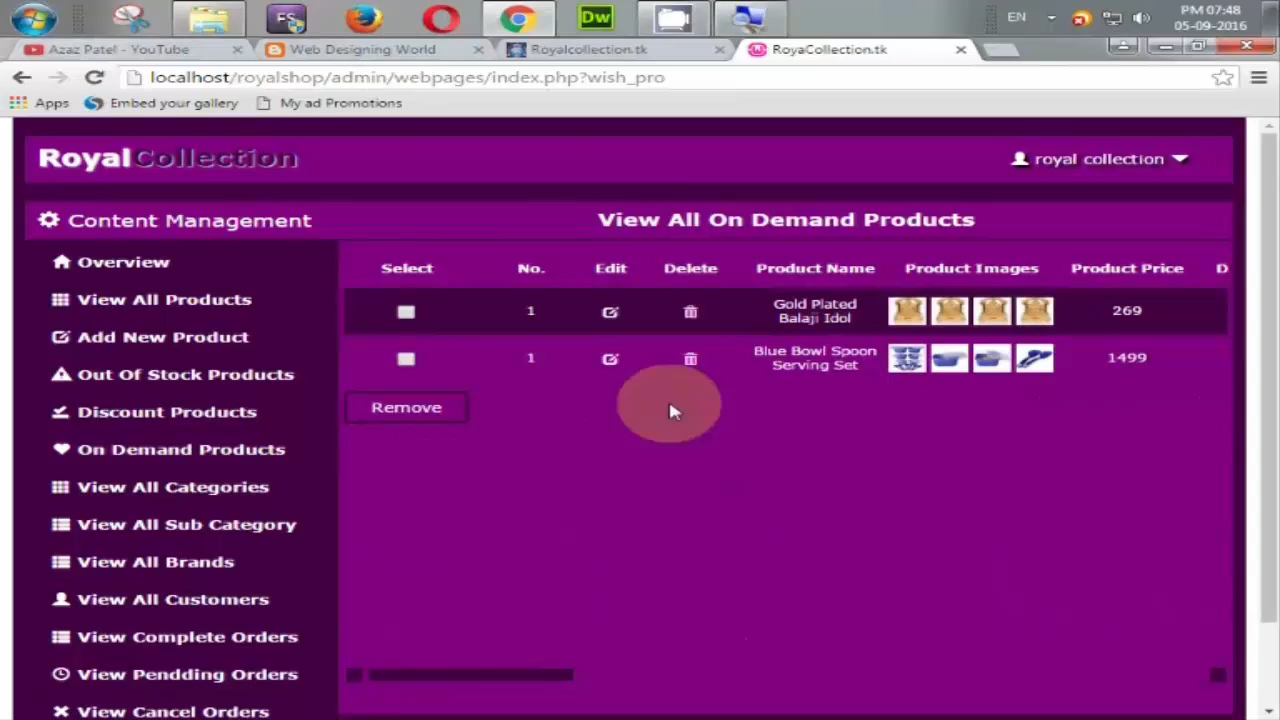 PM 07:48
EN
05-09-2016
Azaz Patel - YouTube
Web Designing World
Royalcollection.tk
RoyaCollection.tk
localhost/royalshop/admin/webpages/index.php?wish_pro
Apps
Embed your gallery
My ad Promotions
RoyalCollection
royal collection
Content Management
View All On Demand Products
Overview
View All Products
Add New Product
Out Of Stock Products
Discount Products
On Demand Products
View All Categories
View All Sub Category
View All Brands
View All Customers
View Complete Orders
View Pendding Orders
View Cancel Orders
Select No. Edit Delete Product Name Product Images Product Price D
1 Gold Plated Balaji Idol 269
1 Blue Bowl Spoon Serving Set 1499
Remove
FS
Dw